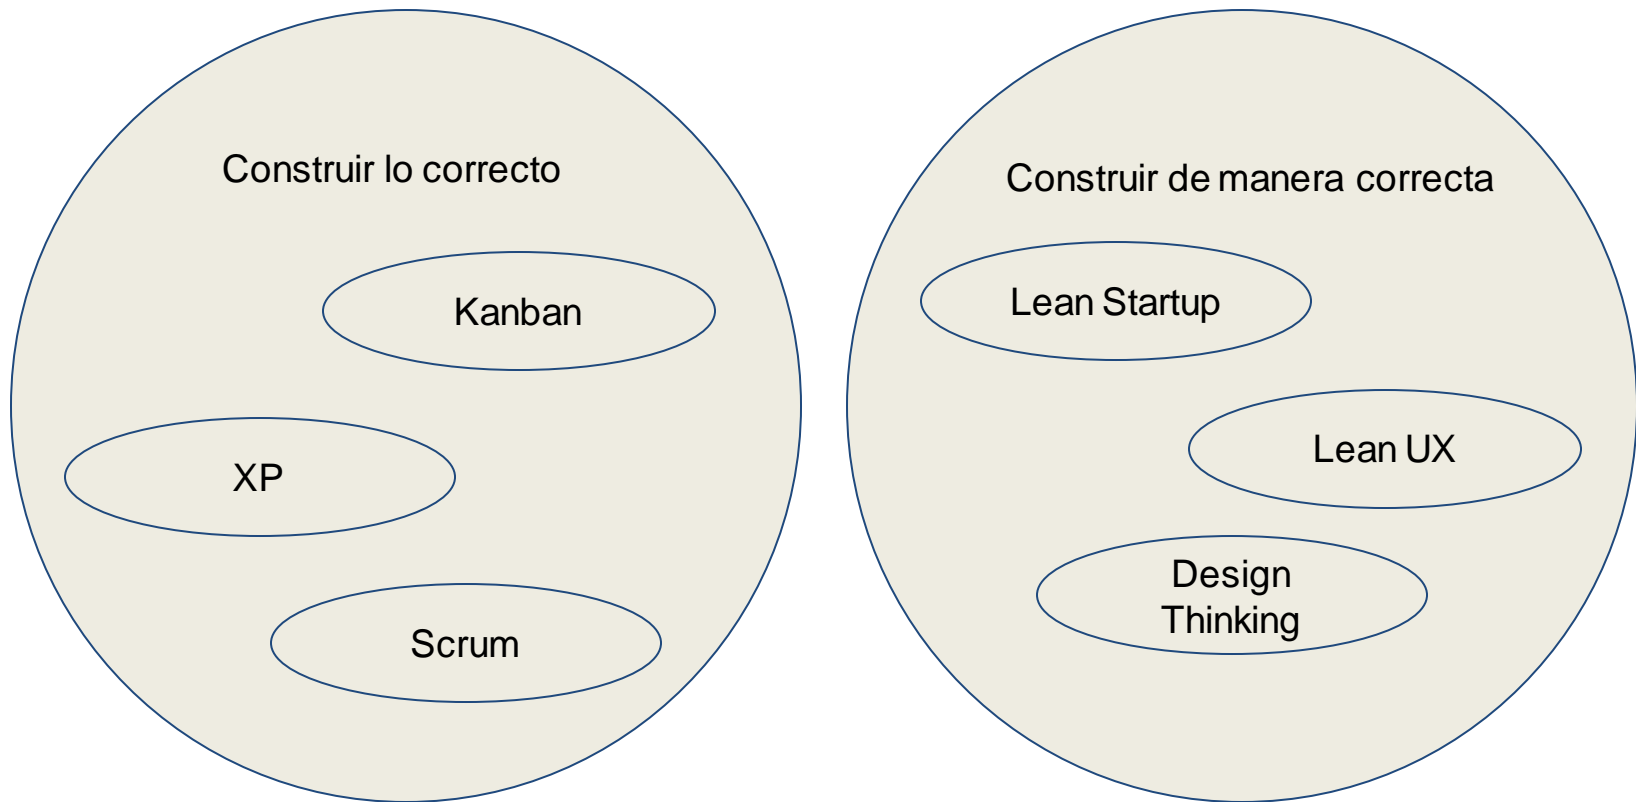 Construir lo correcto
Kanban
XP
Scrum
Construir de manera correcta
Lean Startup
Lean UX
Design
Thinking